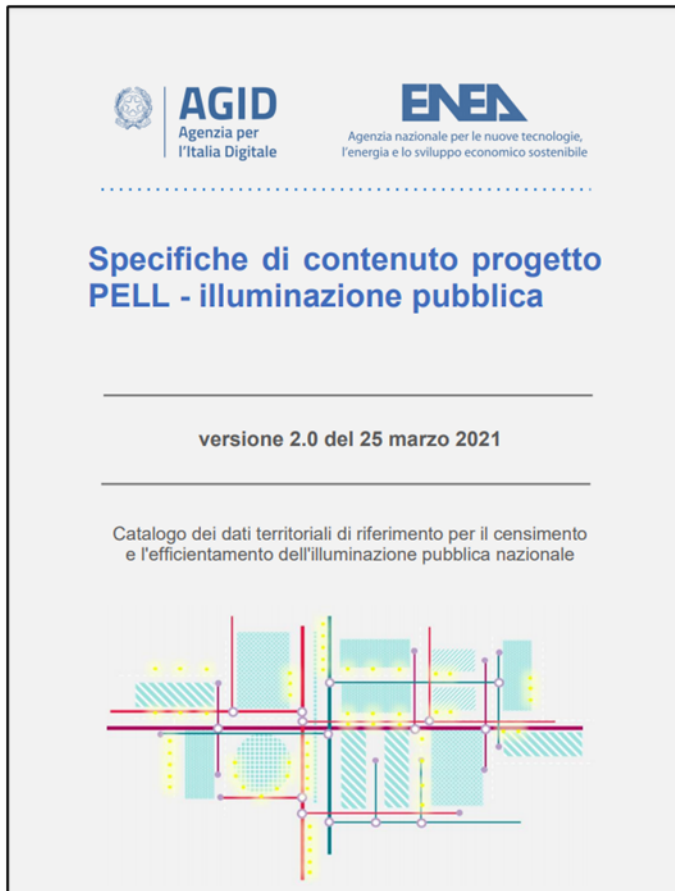 AGID
Agenzia per
l'Italia Digitale
ENEA
Agenzia nazionale per le nuove tecnologie,
l'energia e lo sviluppo economico sostenibile
Specifiche di contenuto progetto
PELL - illuminazione pubblica
versione 2.0 del 25 marzo 2021
Catalogo dei dati territoriali di riferimento per il censimento
e l'efficientamento dell'illuminazione pubblica nazionale